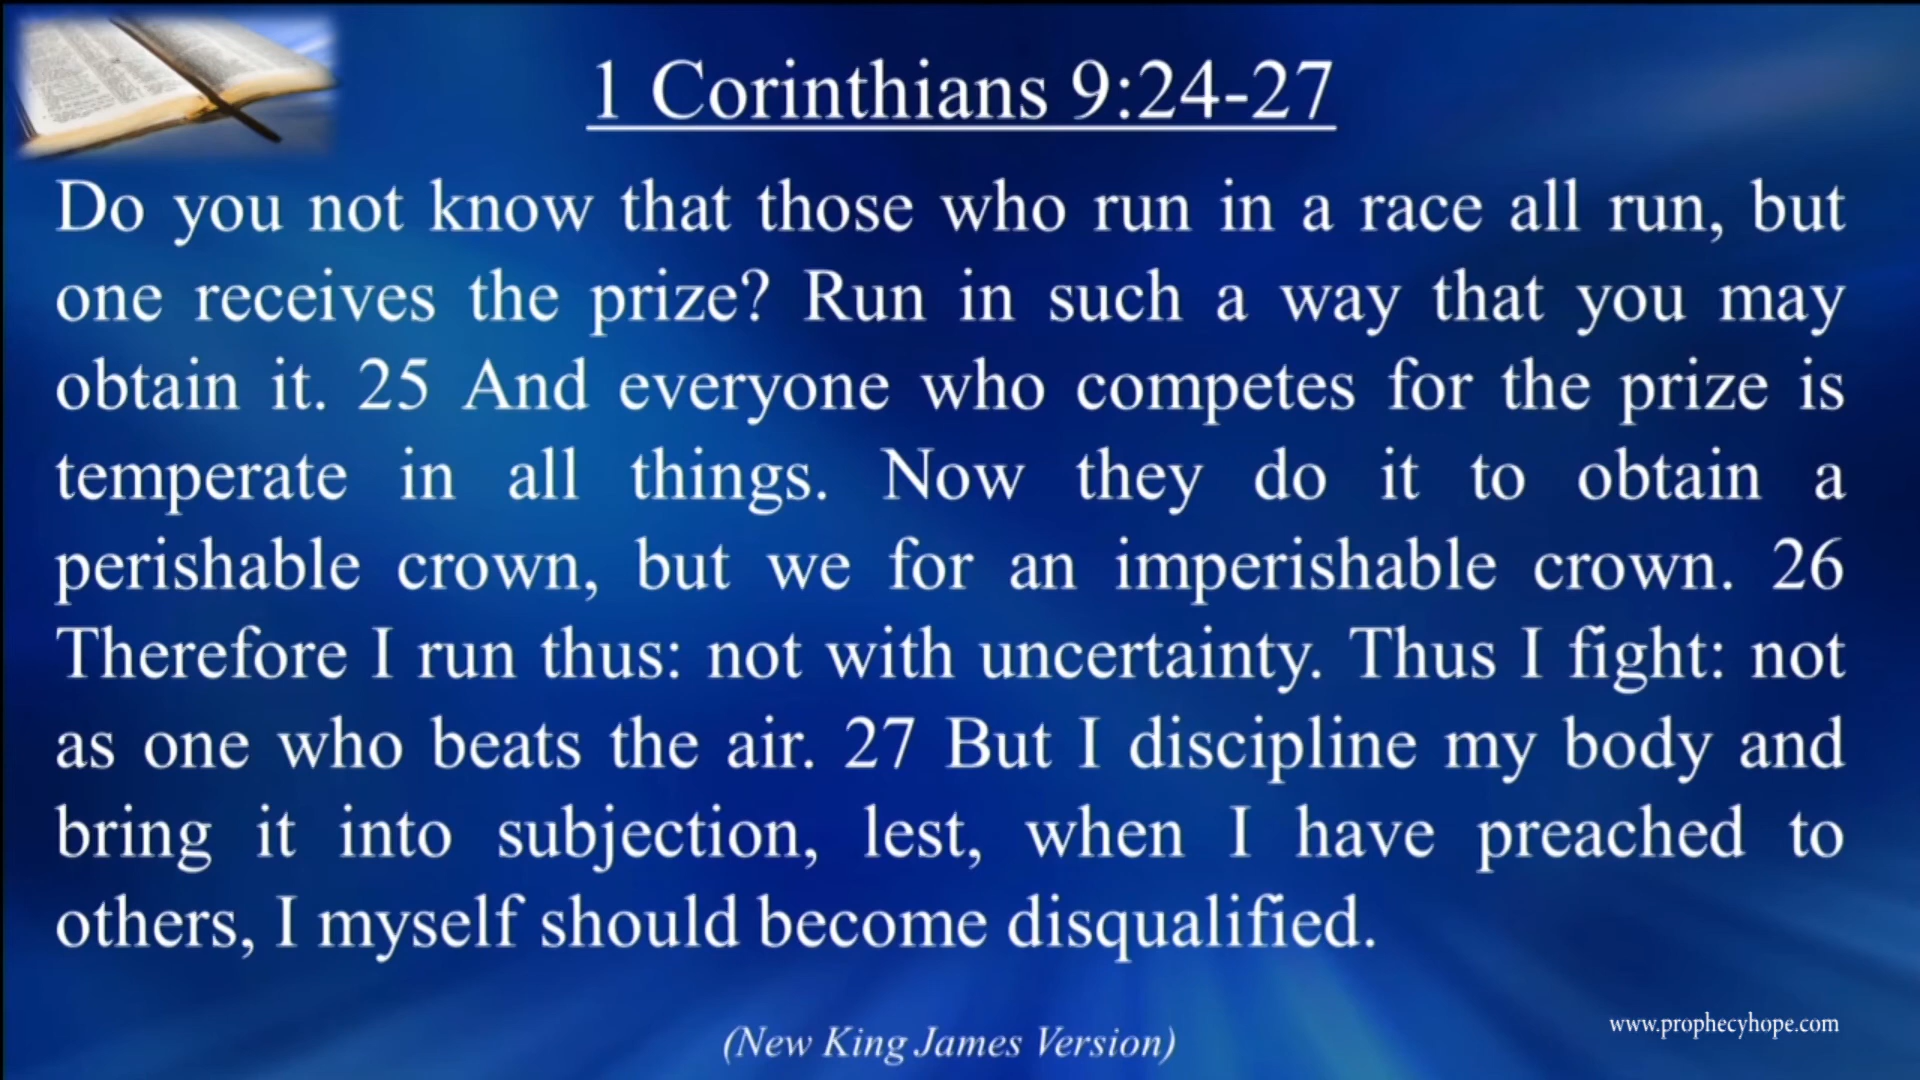 1 Corinthians 9:24-27
Do you not know that those who run in a race all run, but
one receives the prize? Run in such a way that you may
obtain it. 25 And everyone who competes for the prize is
temperate in all things. Now they do it to obtain a
perishable crown, but we for an imperishable crown. 26
Therefore I run thus: not with uncertainty. Thus I fight: not
as one who beats the air. 27 But I discipline my body and
bring it into subjection, lest, when I have preached to
others, I myself should become disqualified.
www.prophecyhope.com
(New King James Version)